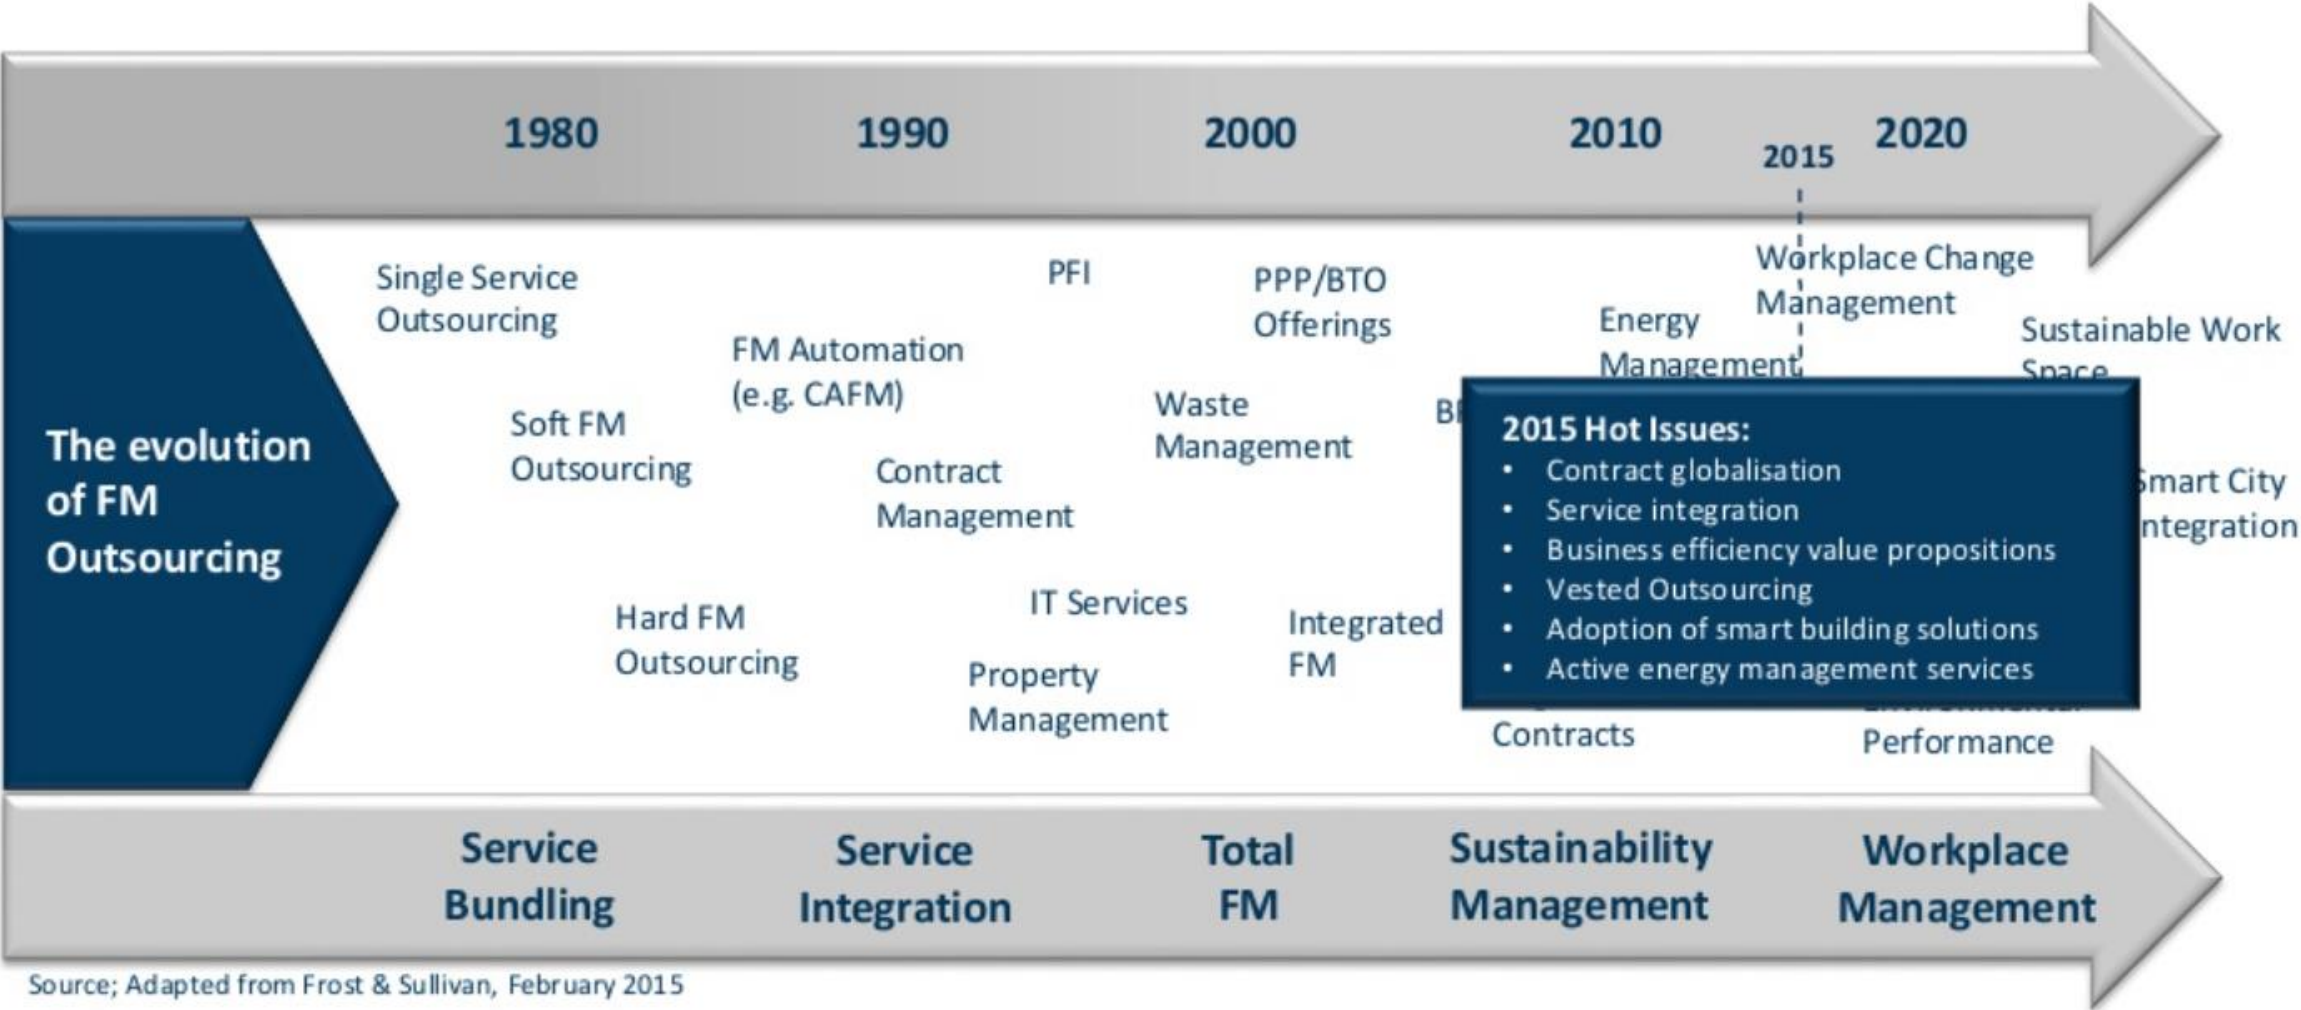 1980
1990
2000
2010
2015
2020
The evolution
of FM
Outsourcing
Single Service
Outsourcing
Soft FM
Outsourcing
Hard FM
Outsourcing
FM Automation
(e.g. CAFM)
Contract
Management
PFI
IT Services
Property
Management
PPP/BTO
Offerings
Waste
Management
Integrated
FM
Energy
Management
Workplace Change
Management
Sustainable Work
Space
2015 Hot Issues:
• Contract globalisation
• Service integration
• Business efficiency value propositions
• Vested Outsourcing
• Adoption of smart building solutions
• Active energy management services
Smart City
ntegration
Contracts
Performance
Service
Bundling
Service
Integration
Total
FM
Sustainability
Management
Workplace
Management
Source; Adapted from Frost & Sullivan, February 2015